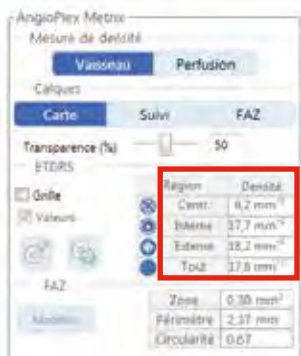 AngioPlex Metrix
Mesure de densité
Vaisseau Perfusion
Calques
Carte Suivi FAZ
Transparence (%) 50
ETDRS
Grille
Valeurs
Région Densité
Centr. 8,2 mm⁻¹
Interne 17,7 mm⁻¹
Externe 18,2 mm⁻¹
Tout 17,8 mm⁻¹
FAZ
Modifier
Zone 0,30 mm²
Périmètre 2,37 mm
Circularité 0,67